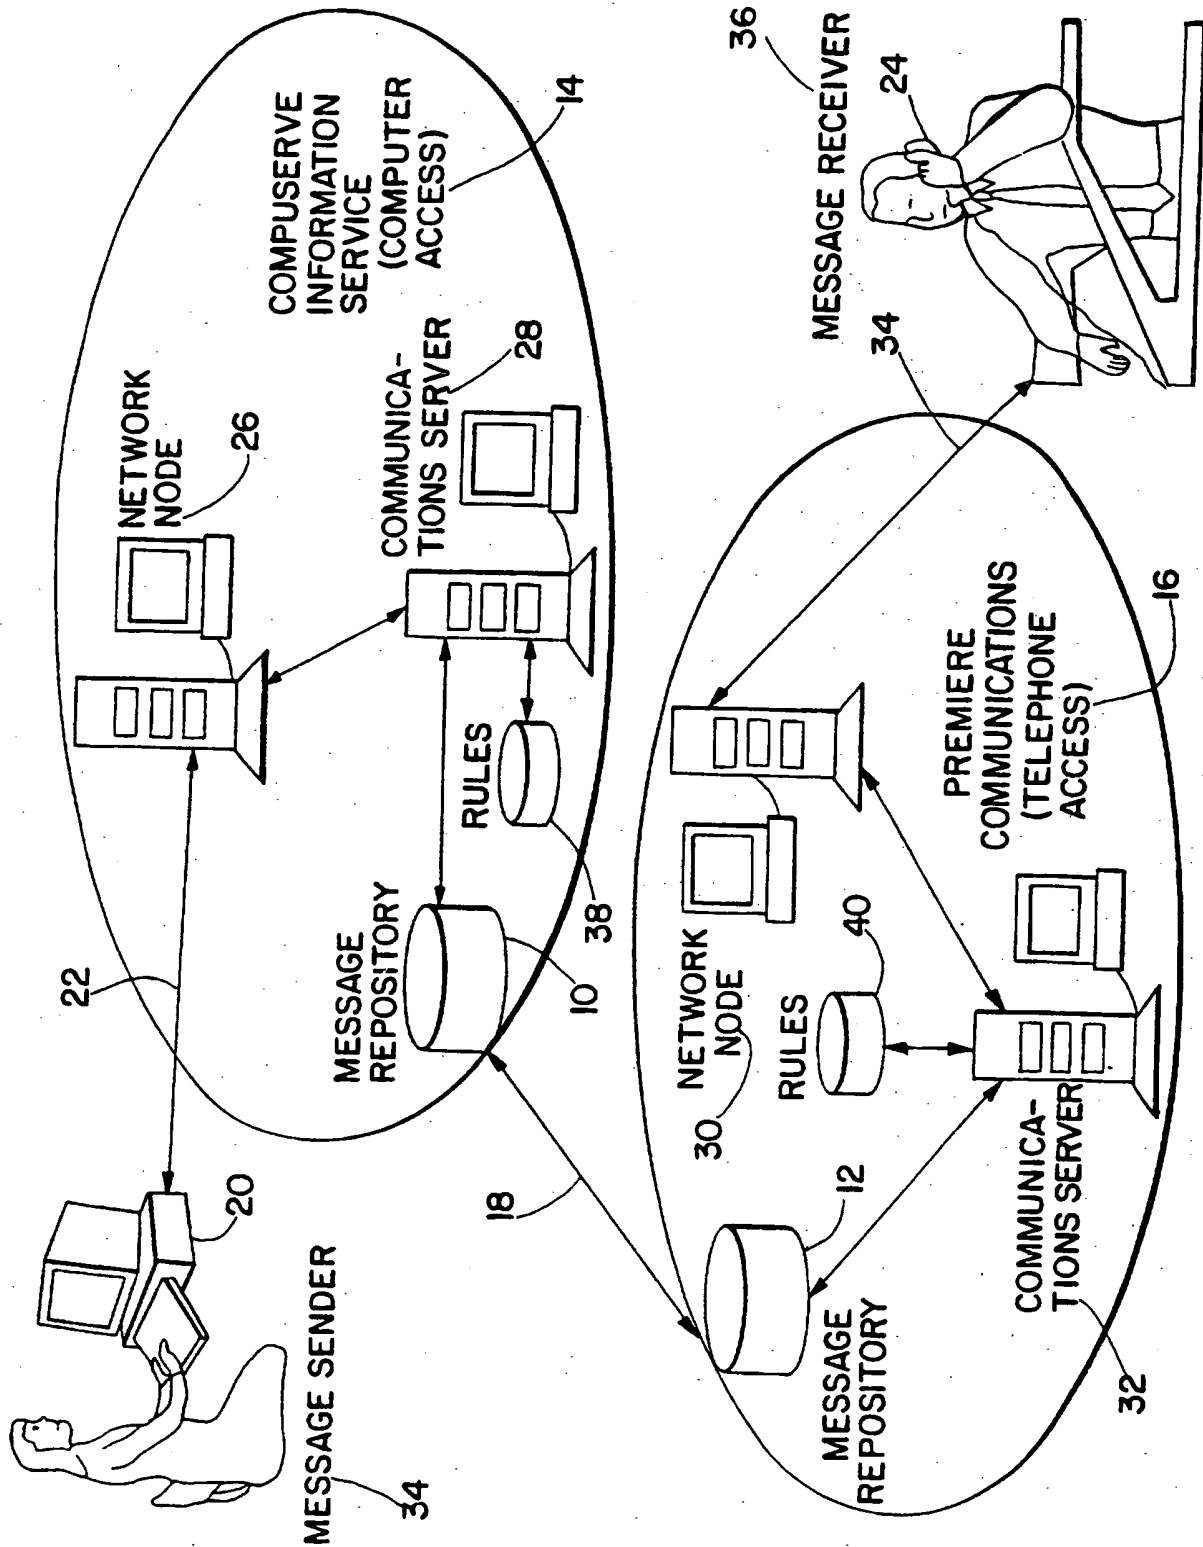 MESSAGE SENDER
34
20
22
NETWORK
NODE
26
COMPUSERVE
INFORMATION
SERVICE
(COMPUTER
ACCESS)
14
COMMUNICA-
TIONS SERVER
28
RULES
38
MESSAGE
REPOSITORY
10
18
MESSAGE
REPOSITORY
12
NETWORK
NODE
30
RULES
40
COMMUNICA-
TIONS SERVER
32
PREMIERE
COMMUNICATIONS
(TELEPHONE
ACCESS)
16
34
MESSAGE RECEIVER
36
24